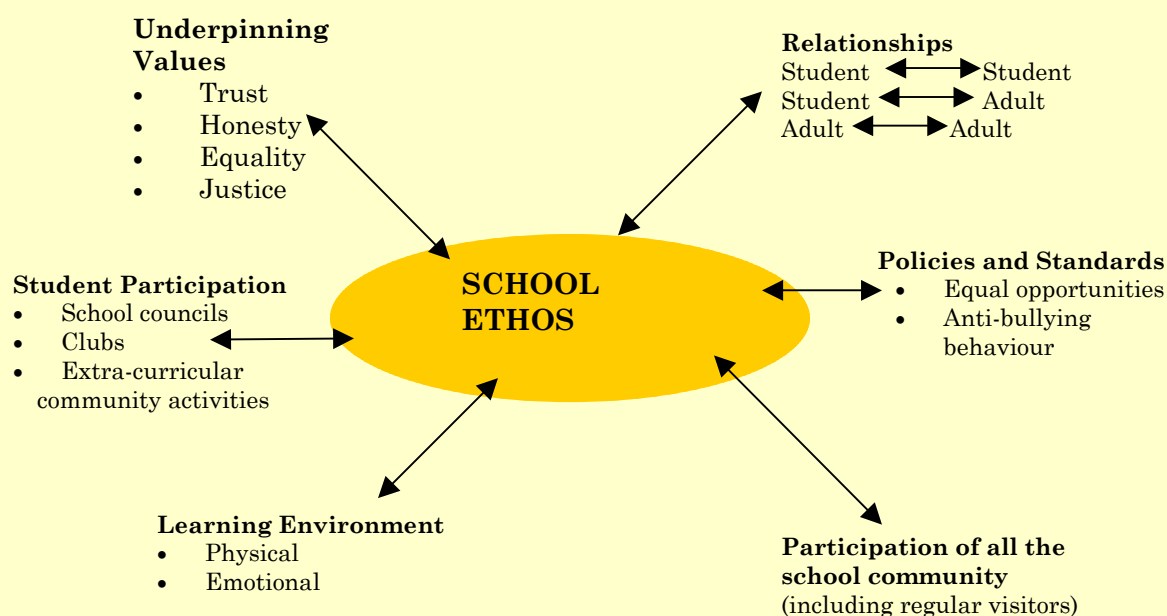 Underpinning
Values
• Trust
• Honesty
• Equality
• Justice
Relationships
Student Student
Student Adult
Adult Adult
SCHOOL
ETHOS
Policies and Standards
• Equal opportunities
• Anti-bullying
behaviour
Student Participation
• School councils
• Clubs
• Extra-curricular
community activities
Learning Environment
• Physical
• Emotional
Participation of all the
school community
(including regular visitors)